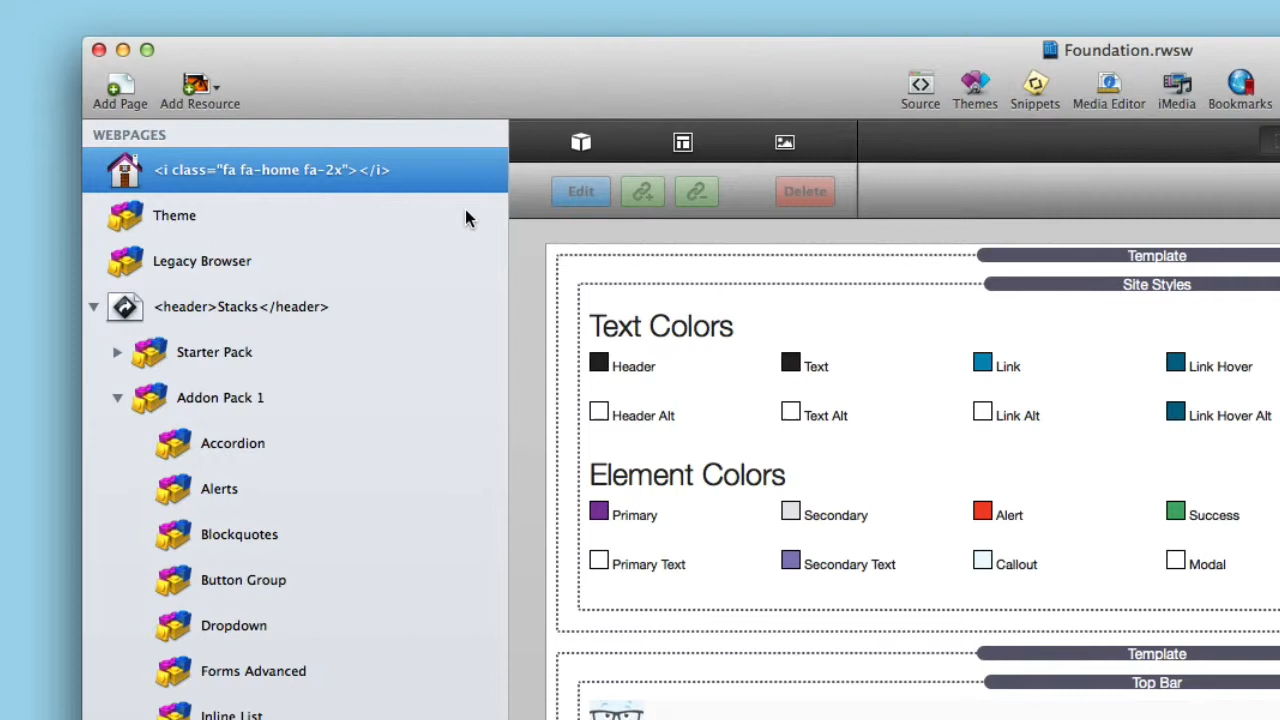 Foundation.rwsw
Add Page
Add Resource
Source
Themes
Snippets
Media Editor
iMedia
Bookmarks
WEBPAGES
<i class="fa fa-home fa-2x"></i>
Theme
Legacy Browser
<header>Stacks</header>
Starter Pack
Addon Pack 1
Accordion
Alerts
Blockquotes
Button Group
Dropdown
Forms Advanced
Inline List
Edit
Delete
Template
Site Styles
Text Colors
Header
Text
Link
Link Hover
Header Alt
Text Alt
Link Alt
Link Hover Alt
Element Colors
Primary
Secondary
Alert
Success
Primary Text
Secondary Text
Callout
Modal
Template
Top Bar